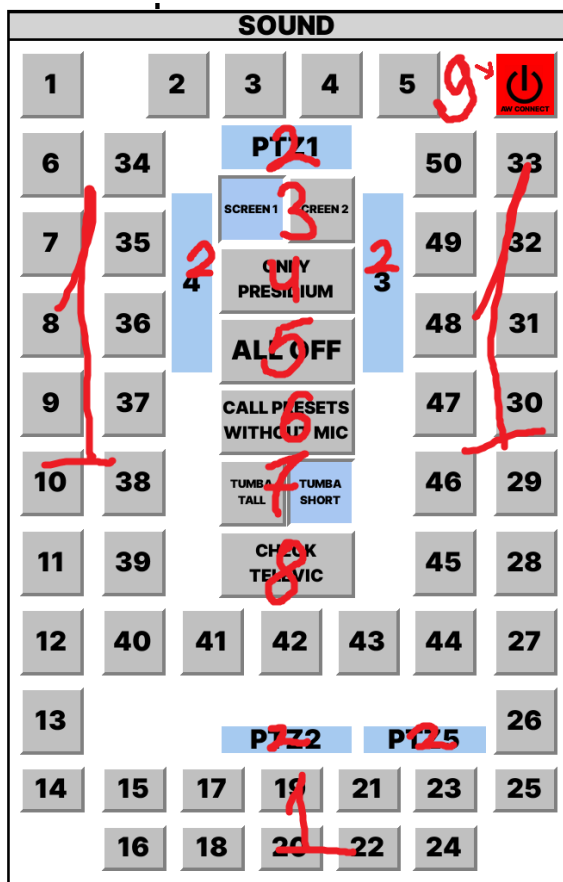 SOUND
1 2 3 4 5 9 AW CONNECT
PTZ1 2
6 34 50 33
SCREEN 1 SCREEN 2 3
7 35 4 2 3 2 49 32
1 1
ONLY PRESIDIUM 4
8 36 48 31
ALL OFF 5
9 37 47 30
CALL PRESETS
WITHOUT MIC 6
10 38 46 29
TUMBA TALL TUMBA SHORT 7
11 39 45 28
CHECK TELEVIC 8
12 40 41 42 43 44 27
13 26
PTZ2 2 PTZ5 2
14 15 17 19 21 23 25
1
16 18 20 22 24